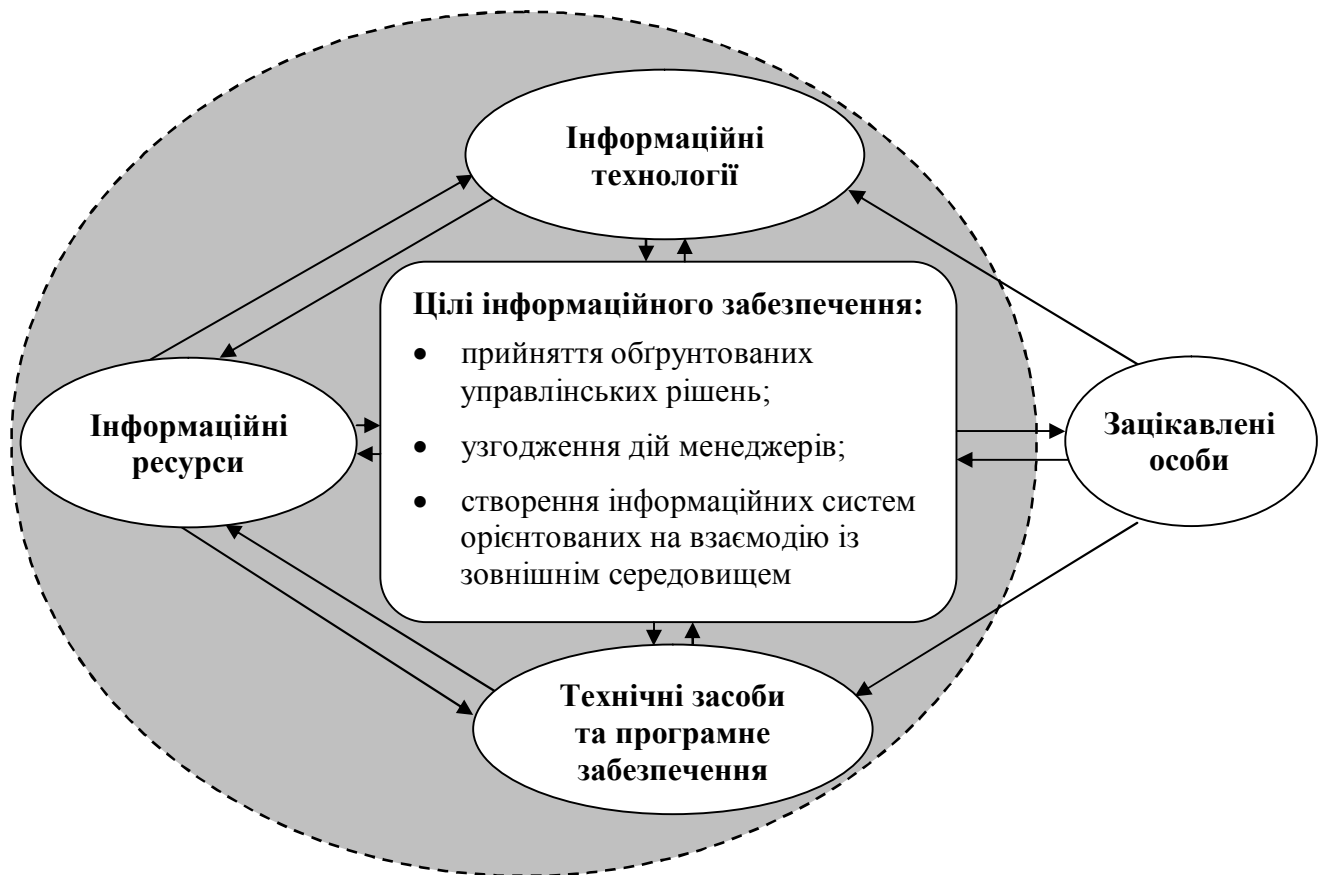 Інформаційні
технології
Цілі інформаційного забезпечення:
• прийняття обґрунтованих
управлінських рішень;
• узгодження дій менеджерів;
• створення інформаційних систем
орієнтованих на взаємодію із
зовнішнім середовищем
Інформаційні
ресурси
Зацікавлені
особи
Технічні засоби
та програмне
забезпечення